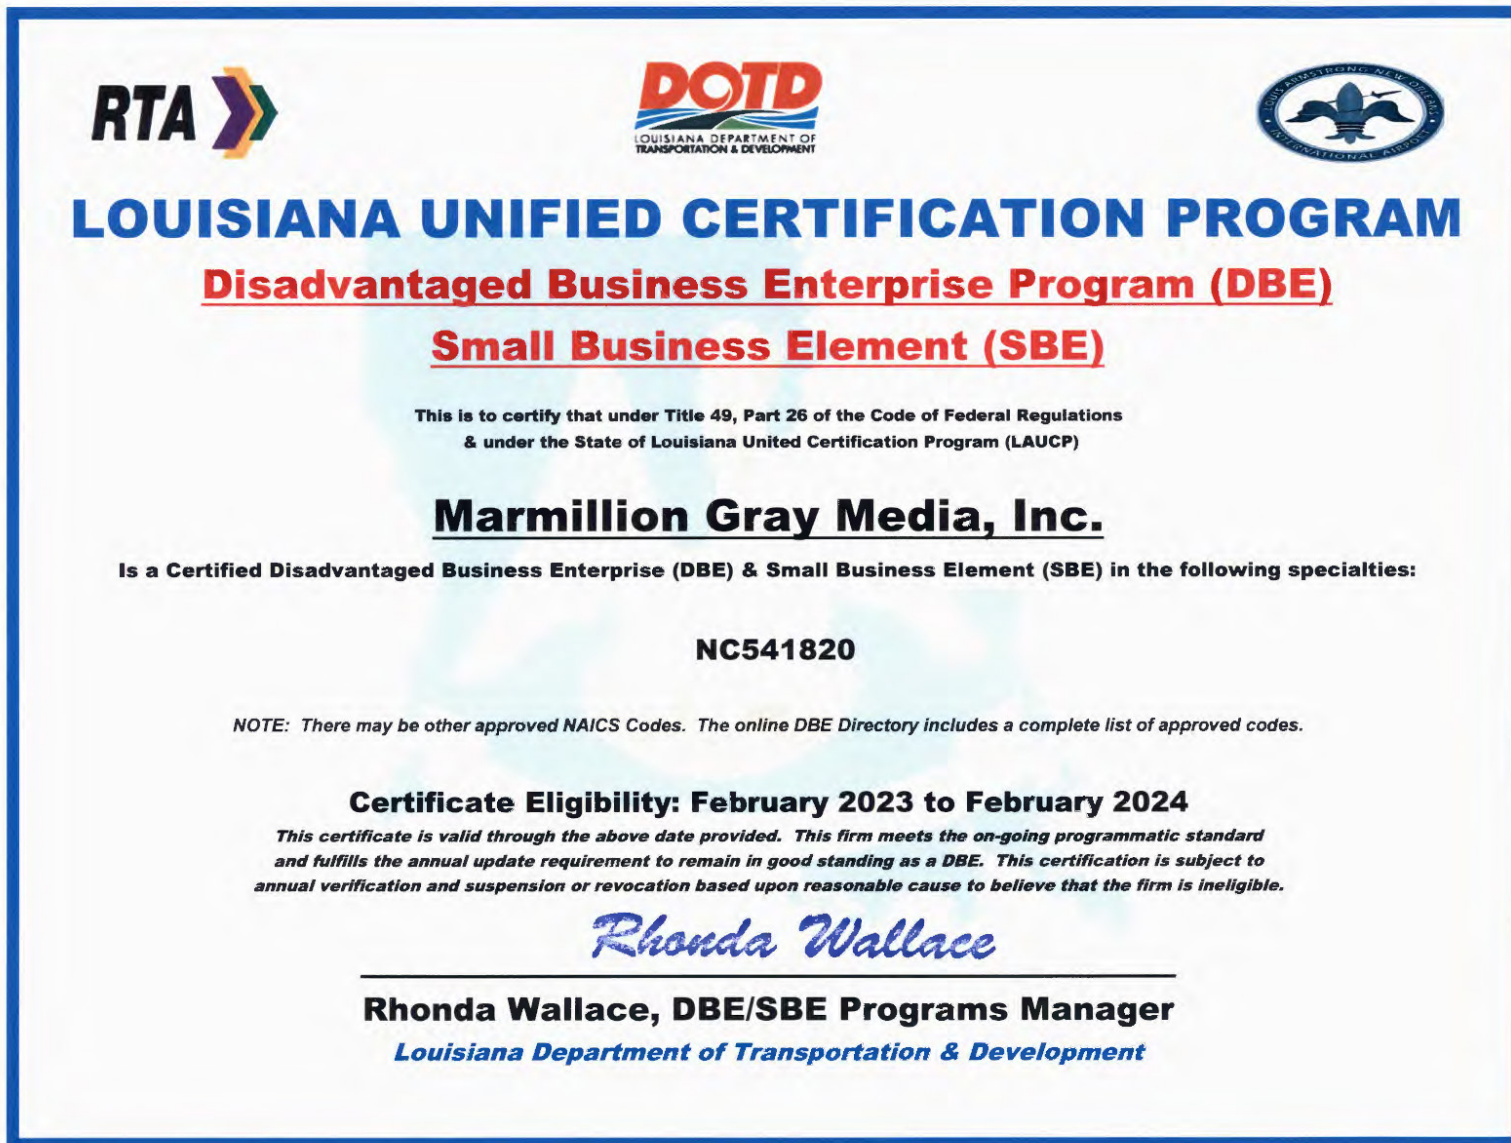 RTA
DOTD
LOUISIANA DEPARTMENT OF
TRANSPORTATION & DEVELOPMENT
LOUIS ARMSTRONG NEW ORLEANS
INTERNATIONAL AIRPORT
LOUISIANA UNIFIED CERTIFICATION PROGRAM
Disadvantaged Business Enterprise Program (DBE)
Small Business Element (SBE)
This is to certify that under Title 49, Part 26 of the Code of Federal Regulations
& under the State of Louisiana United Certification Program (LAUCP)
Marmillion Gray Media, Inc.
Is a Certified Disadvantaged Business Enterprise (DBE) & Small Business Element (SBE) in the following specialties:
NC541820
NOTE: There may be other approved NAICS Codes. The online DBE Directory includes a complete list of approved codes.
Certificate Eligibility: February 2023 to February 2024
This certificate is valid through the above date provided. This firm meets the on-going programmatic standard
and fulfills the annual update requirement to remain in good standing as a DBE. This certification is subject to
annual verification and suspension or revocation based upon reasonable cause to believe that the firm is ineligible.
Rhonda Wallace
Rhonda Wallace, DBE/SBE Programs Manager
Louisiana Department of Transportation & Development